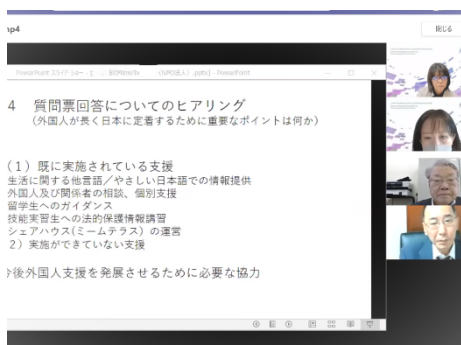 np4
閉じる
PowerPoint スライド ショー
(NPO法人) .pptx] - PowerPoint
4 質問票回答についてのヒアリング
(外国人が長く日本に定着するために重要なポイントは何か)
(1) 既に実施されている支援
生活に関する他言語/やさしい日本語での情報提供
外国人及び関係者の相談、個別支援
留学生へのガイダンス
技能実習生への法的保護情報講習
シェアハウス(ミームテラス) の運営
2) 実施ができていない支援
後外国人支援を発展させるために必要な協力